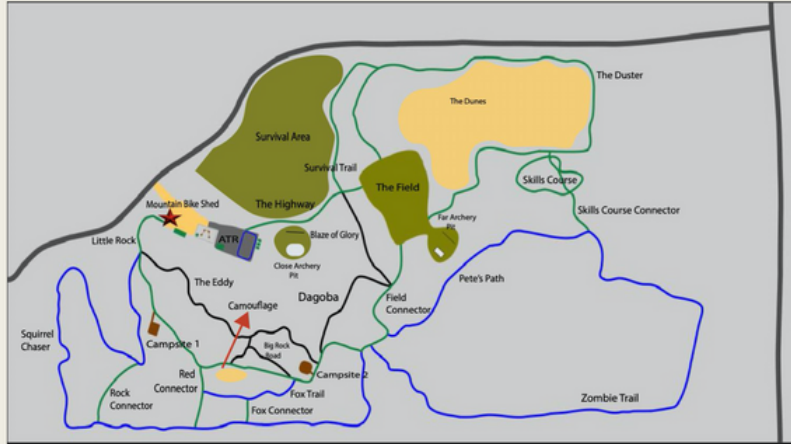 The Duster
The Dunes
Survival Area
Survival Trail
The Field
Skills Course
Mountain Bike Shed
The Highway
Skills Course Connector
Far Archery
Pit
Blaze of Glory
ATR
Little Rock
Close Archery
Pit
The Eddy
Pete's Path
Dagoba
Field
Connector
Camouflage
Squirrel
Chaser
Campsite 1
Big Rock
Road
Campsite 2
Red
Connector
Rock
Connector
Fox Trail
Zombie Trail
Fox Connector